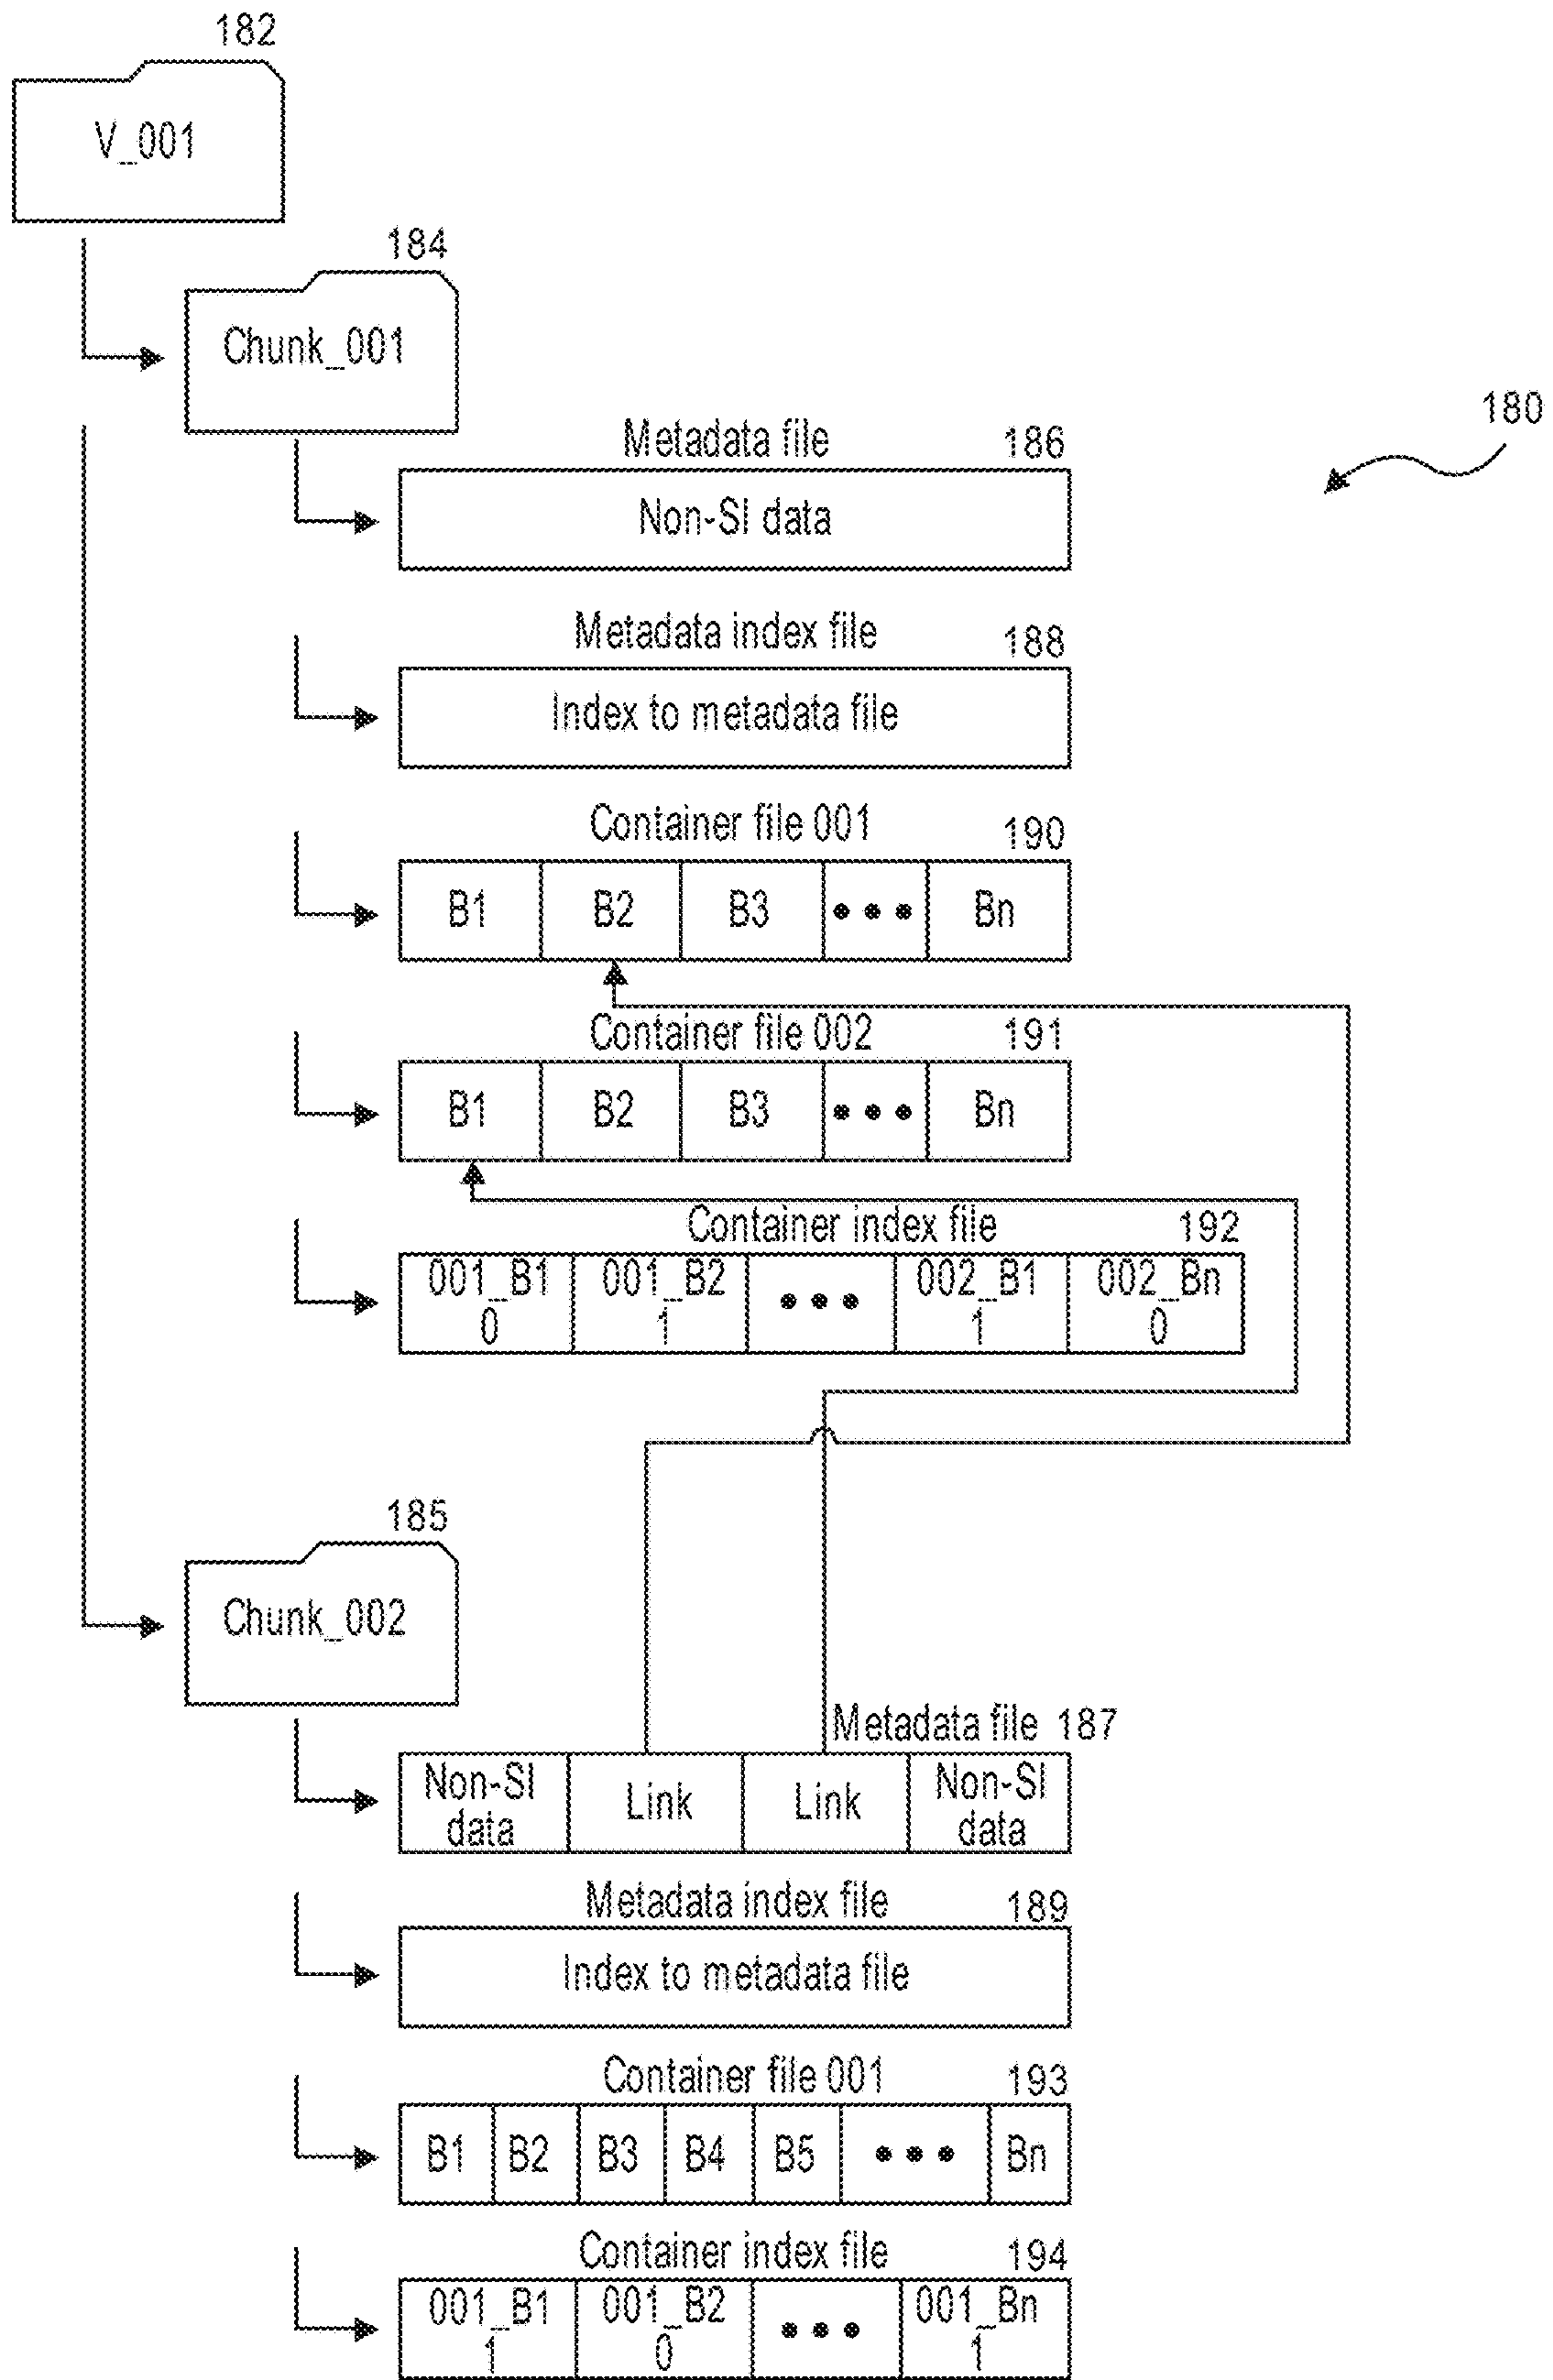 182
V_001
184
Chunk_001
180
Metadata file 186
Non-SI data
Metadata index file 188
Index to metadata file
Container file 001 190
B1 B2 B3 ••• Bn
Container file 002 191
B1 B2 B3 ••• Bn
Container index file 192
001_B1 001_B2 ••• 002_B1 002_Bn
0 1 1 0
185
Chunk_002
Metadata file 187
Non-SI Link Link Non-SI
data data
Metadata index file 189
Index to metadata file
Container file 001 193
B1 B2 B3 B4 B5 ••• Bn
Container index file 194
001_B1 001_B2 ••• 001_Bn
1 0 1